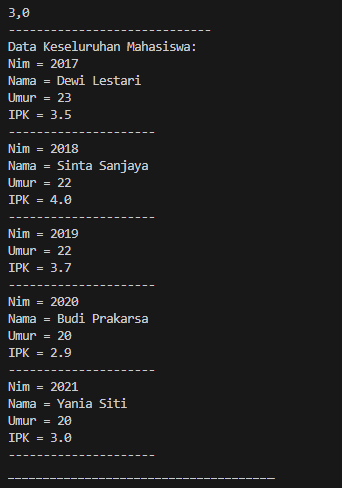 3,0
-----------------------------
Data Keseluruhan Mahasiswa:
Nim = 2017
Nama = Dewi Lestari
Umur = 23
IPK = 3.5
---------------------
Nim = 2018
Nama = Sinta Sanjaya
Umur = 22
IPK = 4.0
---------------------
Nim = 2019
Umur = 22
IPK = 3.7
---------------------
Nim = 2020
Nama = Budi Prakarsa
Umur = 20
IPK = 2.9
---------------------
Nim = 2021
Nama = Yania Siti
Umur = 20
IPK = 3.0
---------------------
______________________________________